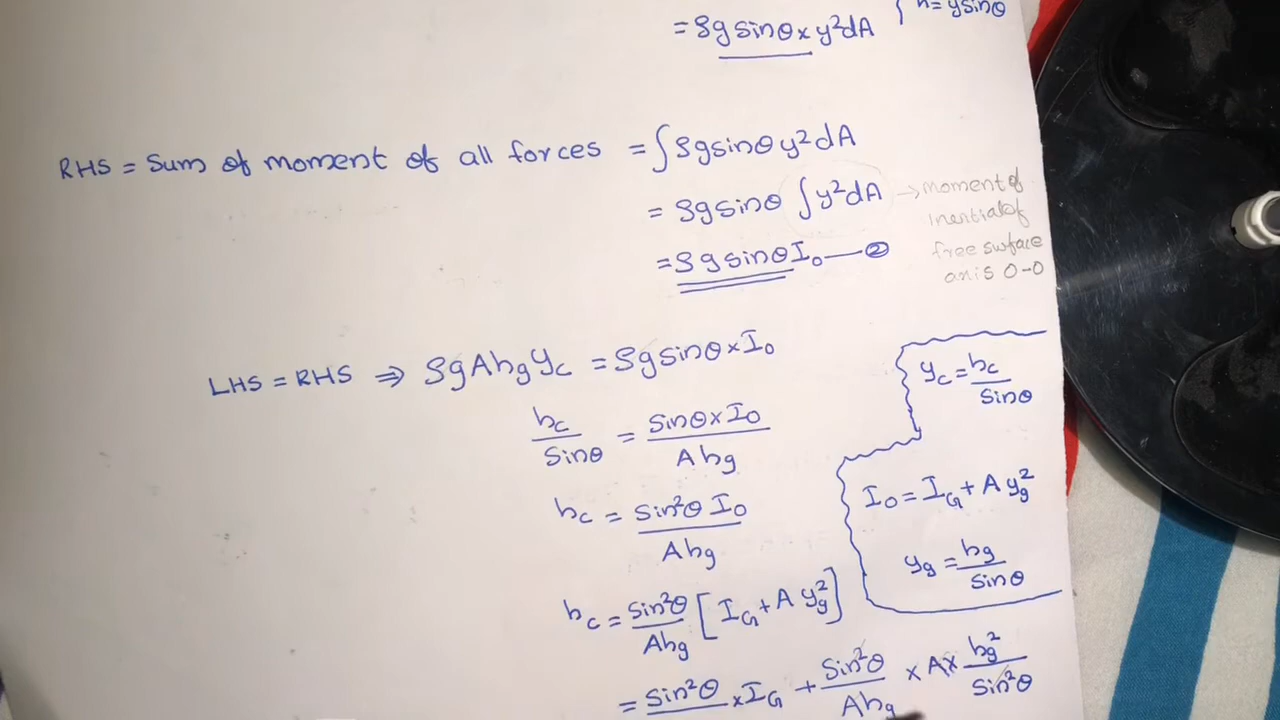 = ρg sinθ × y²dA { h = y sinθ
RHS = Sum of moment of all forces = ∫ρg sinθ y²dA
= ρg sinθ ∫y²dA → moment of
inertial of
free surface
axis O-O
= ρg sinθ I₀ — ②
LHS = RHS ⇒ ρgAh_g y_c = ρg sinθ × I₀
y_c = h_c / Sinθ
h_c / Sinθ = Sinθ × I₀ / Ah_g
h_c = Sin²θ I₀ / Ah_g
I₀ = I_G + A y_g²
y_g = h_g / Sinθ
h_c = Sin²θ / Ah_g [ I_G + A y_g² ]
= Sin²θ × I_G + Sin²θ / Ah_g × A × h_g² / Sin²θ